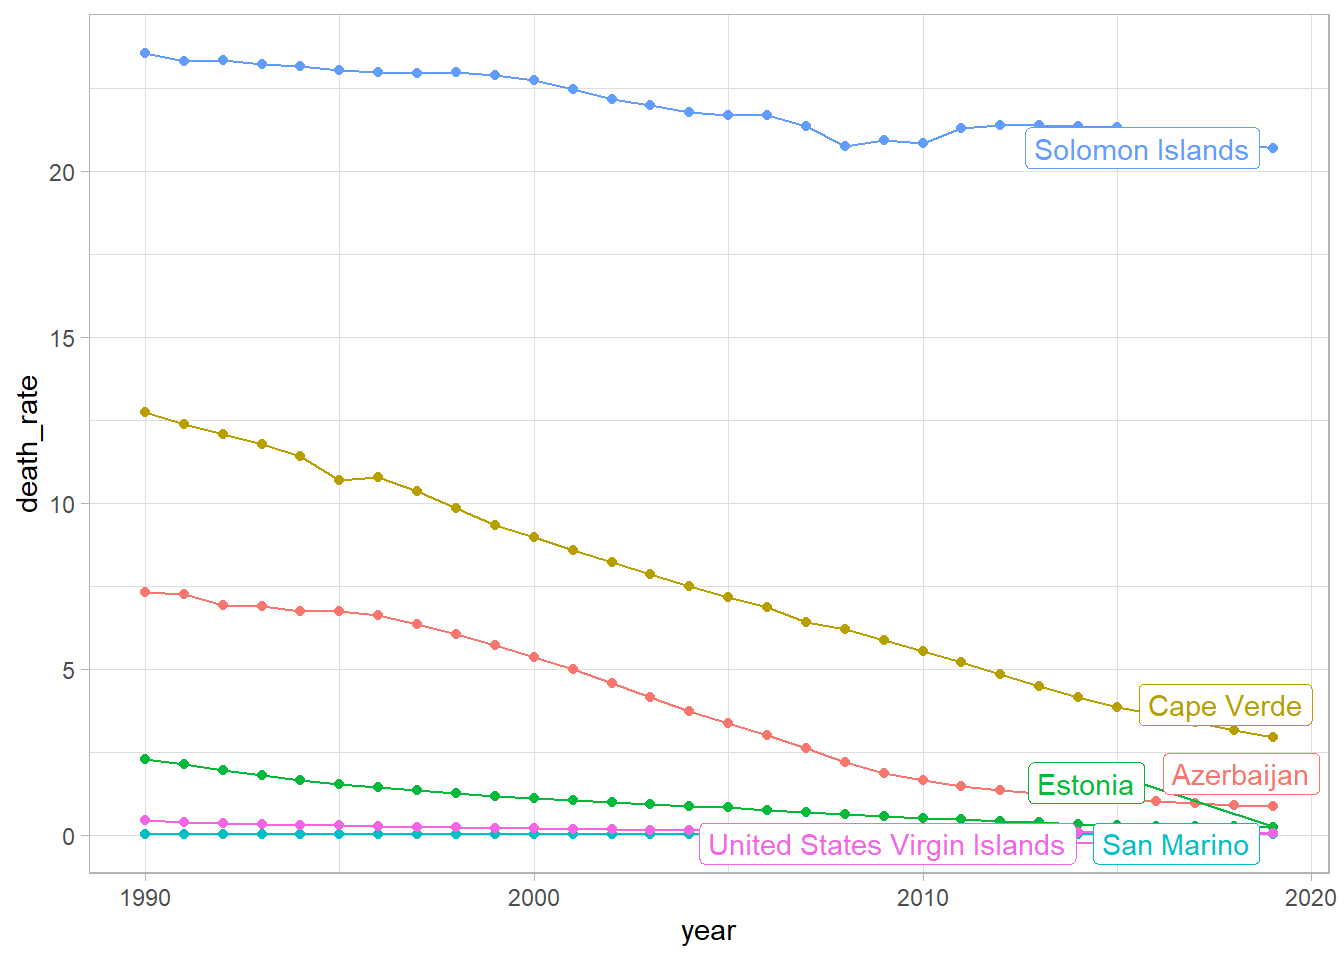 20
15
10
5
0
death_rate
Solomon Islands
Cape Verde
Azerbaijan
Estonia
United States Virgin Islands
San Marino
1990
2000
2010
2020
year